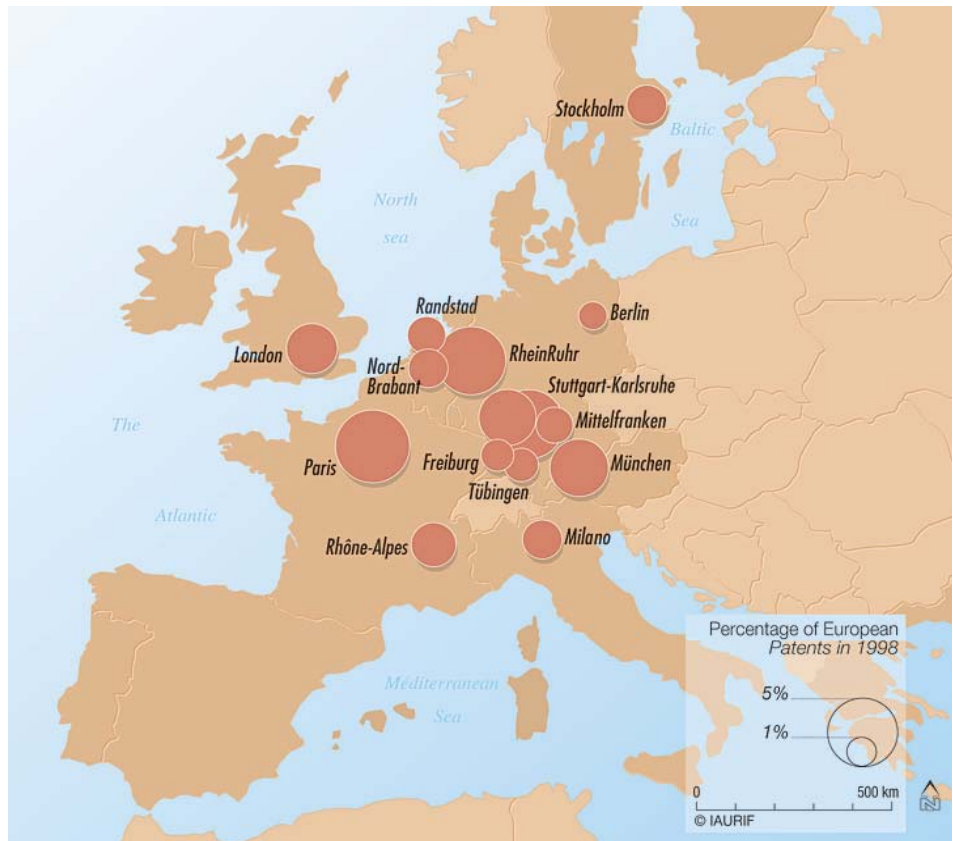 Stockholm
Baltic
Sea
North
sea
Randstad
Berlin
London
Nord-
Brabant
RheinRuhr
Stuttgart-Karlsruhe
The
Mittelfranken
Paris
Freiburg
München
Tübingen
Atlantic
Rhône-Alpes
Milano
Méditerranean
Sea
Percentage of European
Patents in 1998
5%
1%
0 500 km
© IAURIF
N